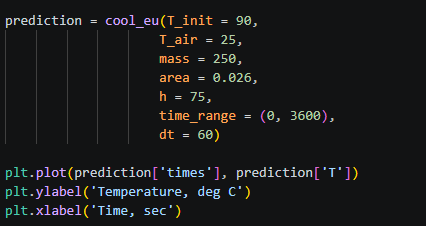 prediction = cool_eu(T_init = 90,
                     T_air = 25,
                     mass = 250,
                     area = 0.026,
                     h = 75,
                     time_range = (0, 3600),
                     dt = 60)

plt.plot(prediction['times'], prediction['T'])
plt.ylabel('Temperature, deg C')
plt.xlabel('Time, sec')